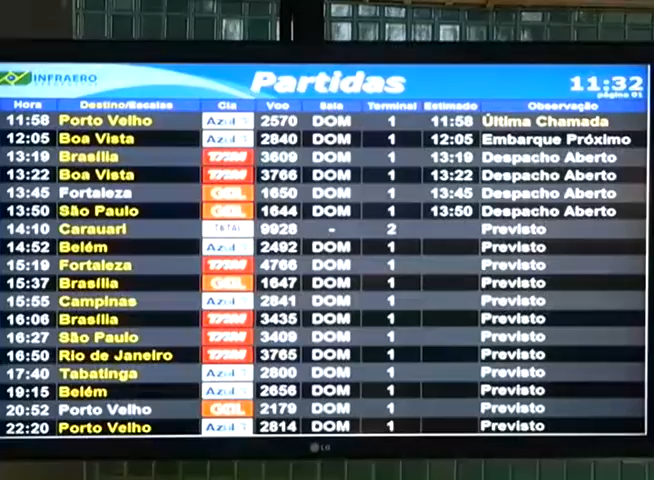 INFRAERO
Partidas
11:32
página 01
Hora Destino/Escalas Cia Voo Sala Terminal Estimado Observação
11:58 Porto Velho Azul 2570 DOM 1 11:58 Última Chamada
12:05 Boa Vista Azul 2840 DOM 1 12:05 Embarque Próximo
13:19 Brasília TAM 3609 DOM 1 13:19 Despacho Aberto
13:22 Boa Vista TAM 3766 DOM 1 13:22 Despacho Aberto
13:45 Fortaleza GOL 1650 DOM 1 13:45 Despacho Aberto
13:50 São Paulo GOL 1644 DOM 1 13:50 Despacho Aberto
14:10 Carauari TOTAL 9928 - 2 Previsto
14:52 Belém Azul 2492 DOM 1 Previsto
15:19 Fortaleza TAM 4766 DOM 1 Previsto
15:37 Brasília GOL 1647 DOM 1 Previsto
15:55 Campinas Azul 2841 DOM 1 Previsto
16:06 Brasília TAM 3435 DOM 1 Previsto
16:27 São Paulo TAM 3409 DOM 1 Previsto
16:50 Rio de Janeiro TAM 3765 DOM 1 Previsto
17:40 Tabatinga Azul 2800 DOM 1 Previsto
19:15 Belém Azul 2656 DOM 1 Previsto
20:52 Porto Velho GOL 2179 DOM 1 Previsto
22:20 Porto Velho Azul 2814 DOM 1 Previsto
LG